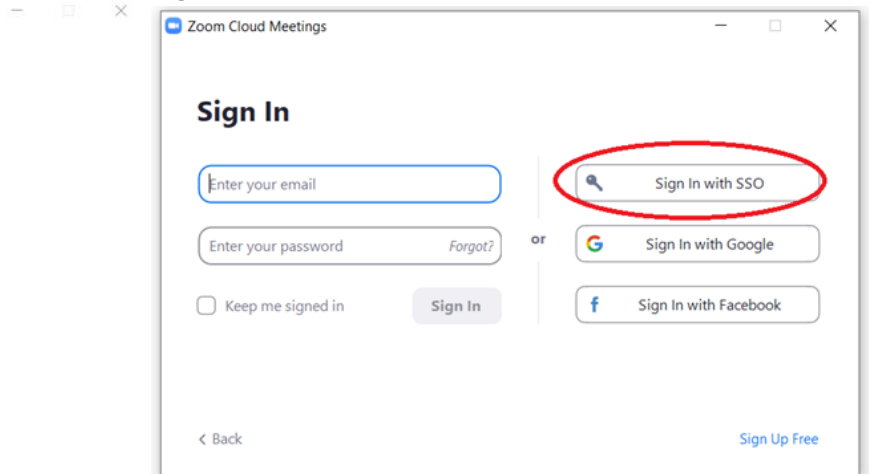 Zoom Cloud Meetings
Sign In
Enter your email
Enter your password Forgot?
Keep me signed in Sign In
or
Sign In with SSO
Sign In with Google
Sign In with Facebook
< Back
Sign Up Free